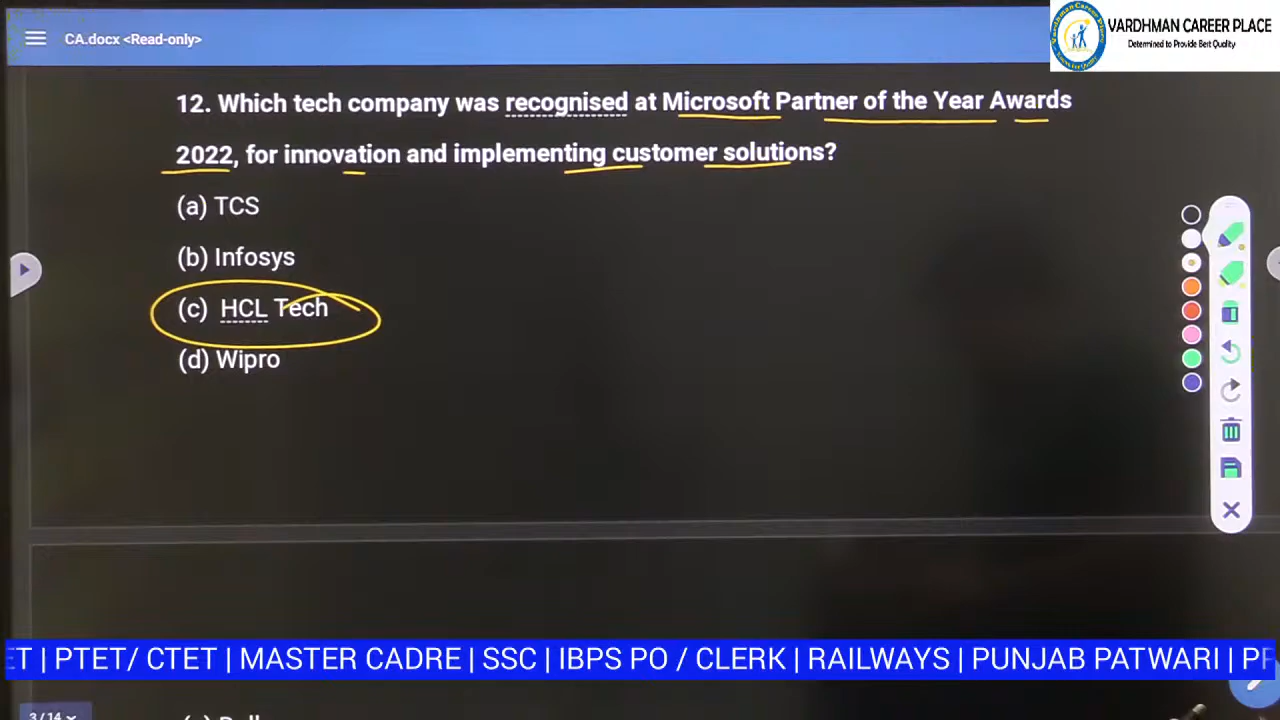 CA.docx <Read-only>
VARDHMAN CAREER PLACE
Determined to Provide Best Quality
12. Which tech company was recognised at Microsoft Partner of the Year Awards
2022, for innovation and implementing customer solutions?
(a) TCS
(b) Infosys
(c) HCL Tech
(d) Wipro
ET | PTET/ CTET | MASTER CADRE | SSC | IBPS PO / CLERK | RAILWAYS | PUNJAB PATWARI |
3/14